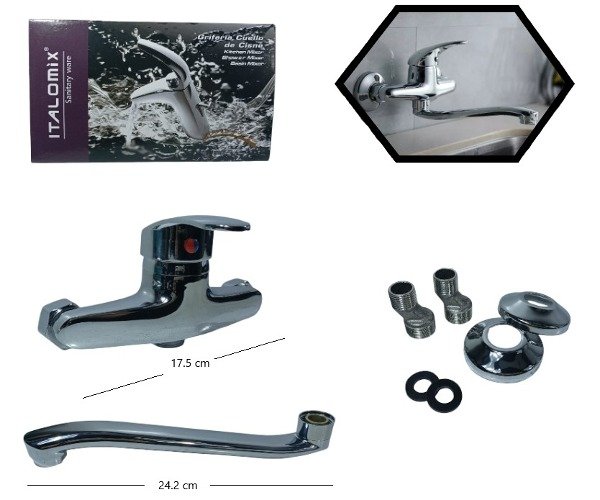 ITALOMIX®
Sanitary ware
Grifería Cuello
de Cisne
Kitchen Mixer
Shower Mixer
Basin Mixer
17.5 cm
24.2 cm